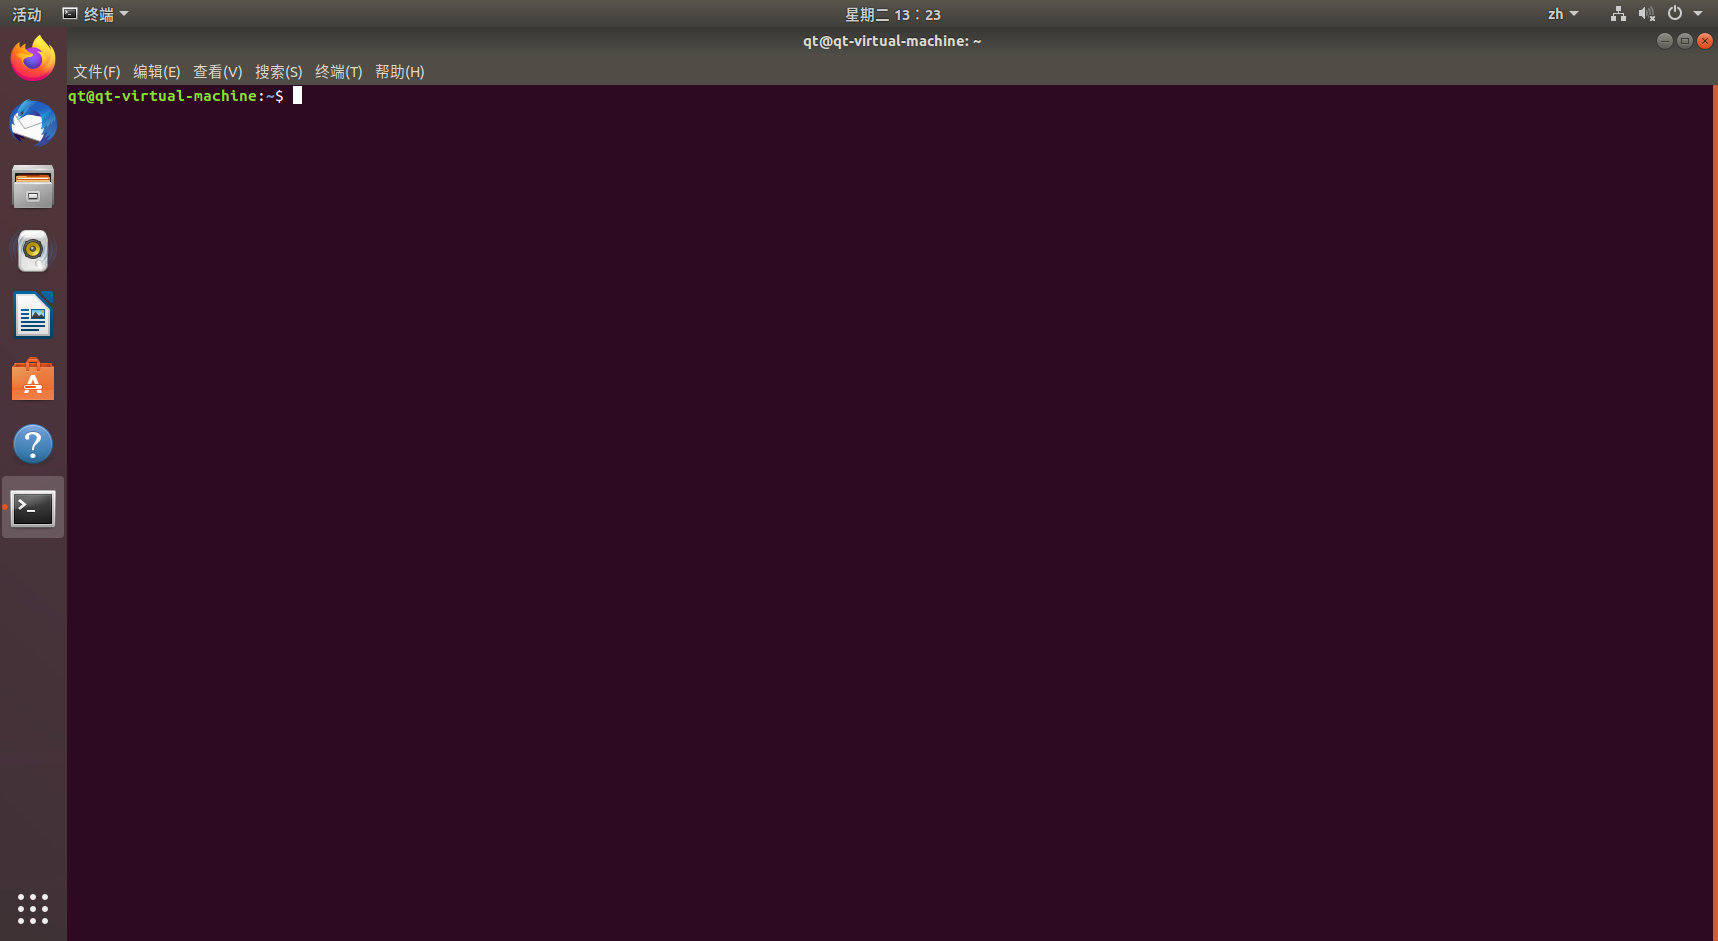 活动 终端 星期二 13：23 zh
qt@qt-virtual-machine: ~
文件(F) 编辑(E) 查看(V) 搜索(S) 终端(T) 帮助(H)
qt@qt-virtual-machine:~$